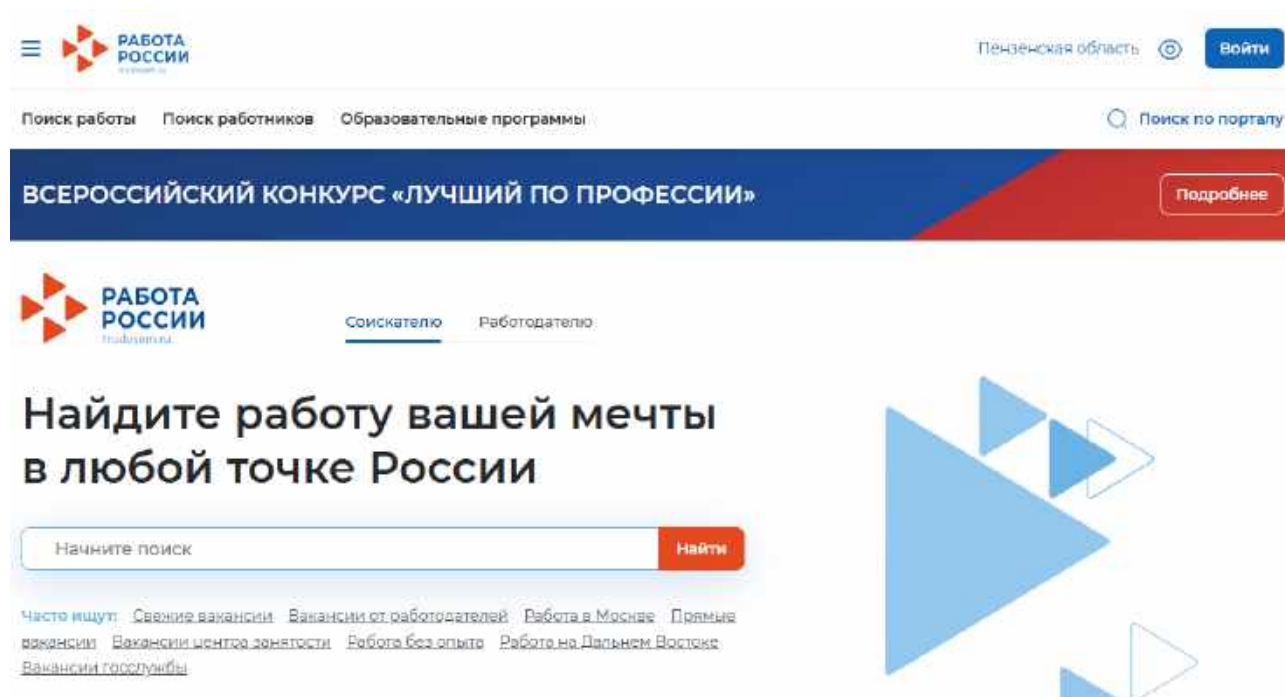 РАБОТА
РОССИИ
Пензенская область
Войти
Поиск работы Поиск работников Образовательные программы
Поиск по порталу
ВСЕРОССИЙСКИЙ КОНКУРС «ЛУЧШИЙ ПО ПРОФЕССИИ»
Подробнее
РАБОТА
РОССИИ
trudvsem.ru
Соискателю Работодателю
Найдите работу вашей мечты
в любой точке России
Начните поиск
Найти
Часто ищут: Свежие вакансии Вакансии от работодателей Работа в Москве Прямые
вакансии Вакансии центра занятости Работа без опыта Работа на Дальнем Востоке
Вакансии госслужбы